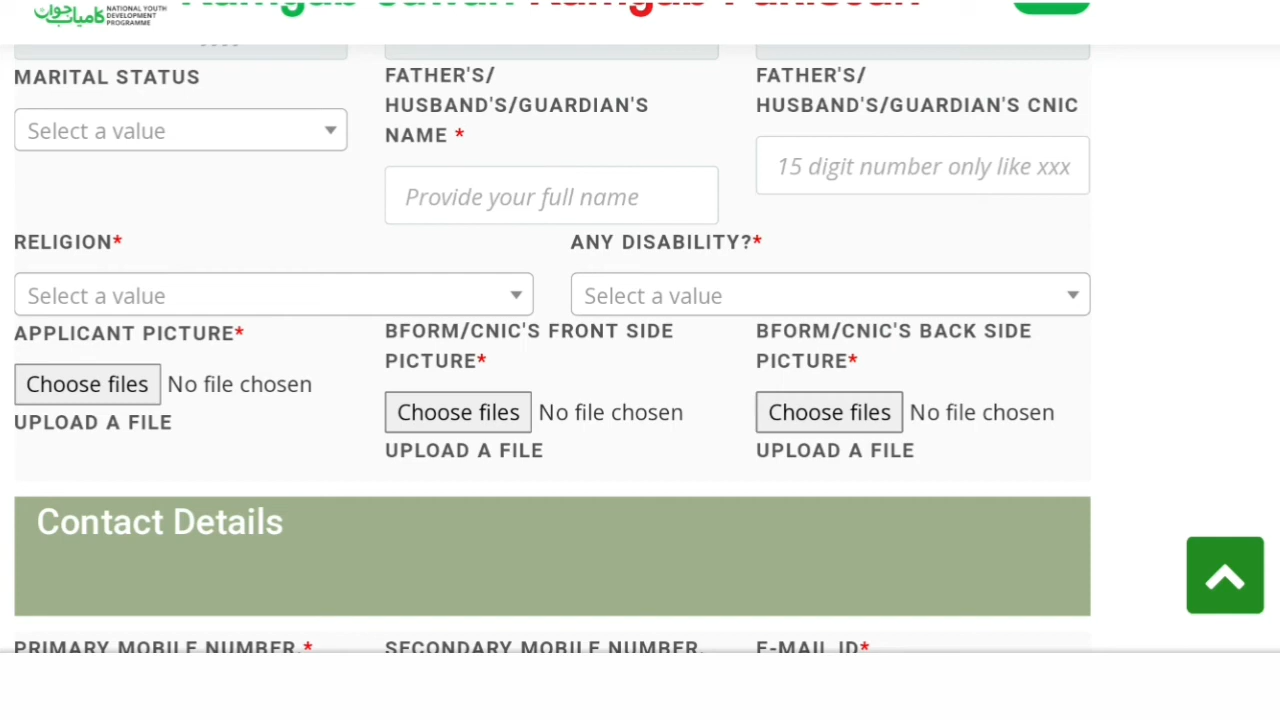 کامیاب جوان
NATIONAL YOUTH
DEVELOPMENT
PROGRAMME
MARITAL STATUS
Select a value
FATHER'S/
HUSBAND'S/GUARDIAN'S
NAME *
Provide your full name
FATHER'S/
HUSBAND'S/GUARDIAN'S CNIC
15 digit number only like xxx
RELIGION*
Select a value
ANY DISABILITY?*
Select a value
APPLICANT PICTURE*
Choose files No file chosen
UPLOAD A FILE
BFORM/CNIC'S FRONT SIDE
PICTURE*
Choose files No file chosen
UPLOAD A FILE
BFORM/CNIC'S BACK SIDE
PICTURE*
Choose files No file chosen
UPLOAD A FILE
Contact Details
PRIMARY MOBILE NUMBER.*
SECONDARY MOBILE NUMBER.
E-MAIL ID*